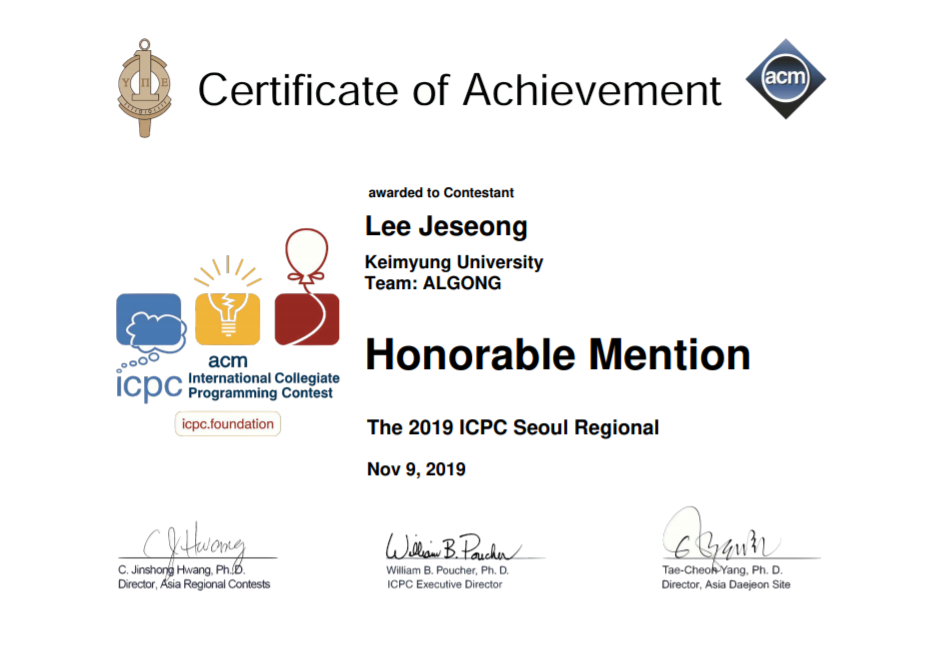 Certificate of Achievement
Υ Π Ε
acm
awarded to Contestant
Lee Jeseong
Keimyung University
Team: ALGONG
acm
icpc International Collegiate
Programming Contest
icpc.foundation
Honorable Mention
The 2019 ICPC Seoul Regional
Nov 9, 2019
C J Hwang
William B. Poucher
C. Jinshong Hwang, Ph. D.
Director, Asia Regional Contests
William B. Poucher, Ph. D.
ICPC Executive Director
Tae-Cheon Yang, Ph. D.
Director, Asia Daejeon Site